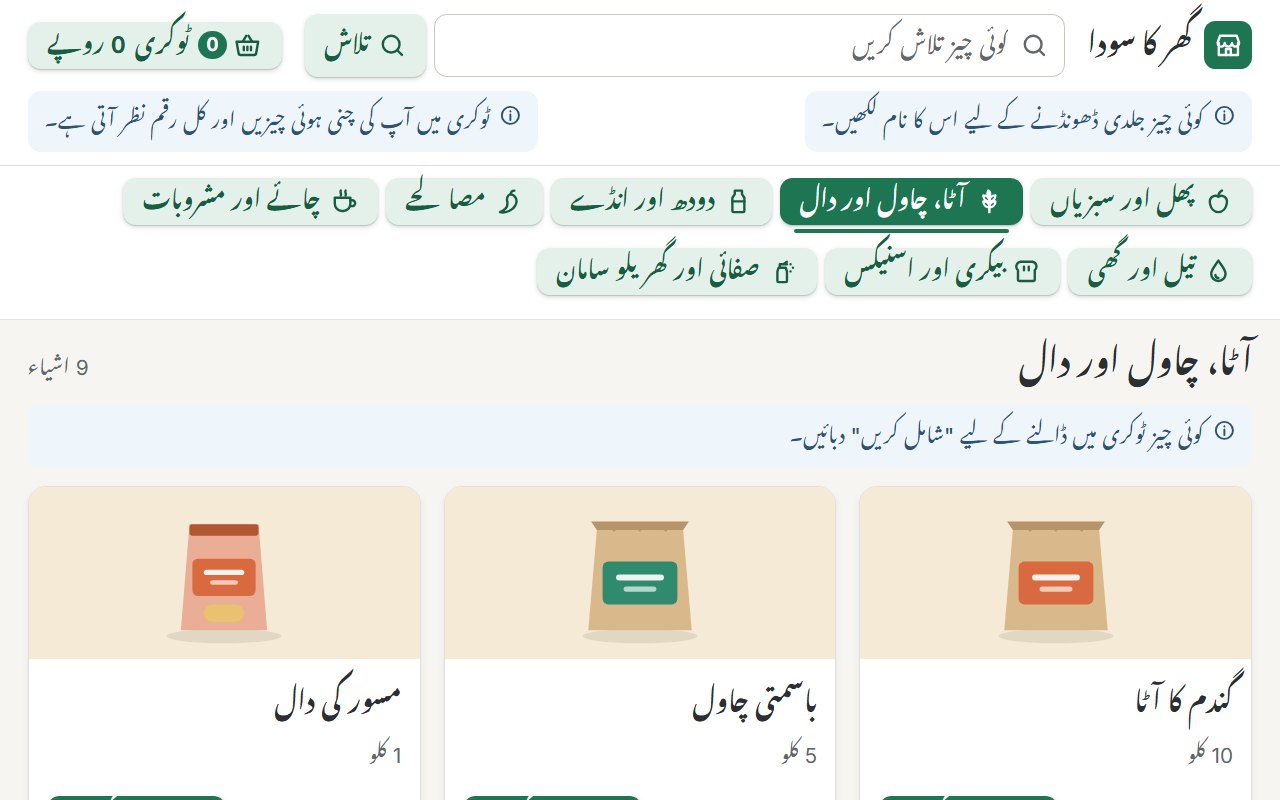 گھر کا سودا
کوئی چیز تلاش کریں
تلاش
0 ٹوکری 0 روپے
کوئی چیز جلدی ڈھونڈنے کے لیے اس کا نام لکھیں۔
ٹوکری میں آپ کی چنی ہوئی چیزیں اور کل رقم نظر آتی ہے۔
پھل اور سبزیاں
آٹا، چاول اور دال
دودھ اور انڈے
مصالحے
چائے اور مشروبات
تیل اور گھی
بیکری اور اسنیکس
صفائی اور گھریلو سامان
آٹا، چاول اور دال
9 اشیاء
کوئی چیز ٹوکری میں ڈالنے کے لیے "شامل کریں" دبائیں۔
گندم کا آٹا
10 کلو
باسمتی چاول
5 کلو
مسور کی دال
1 کلو